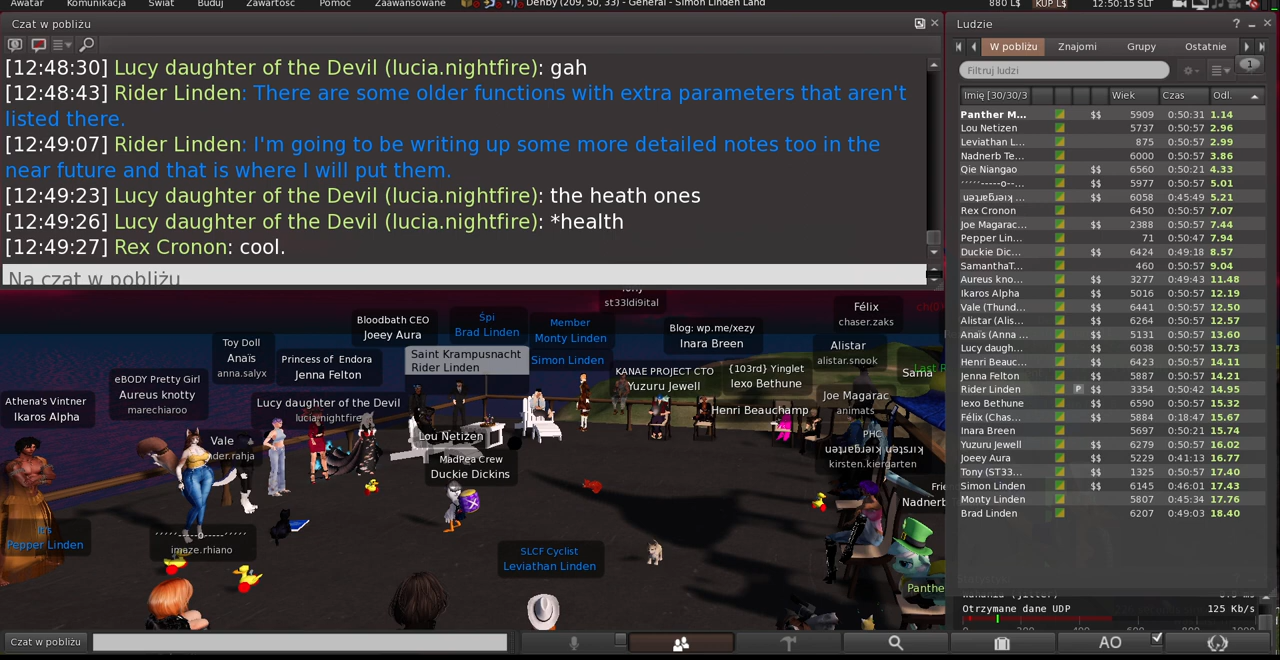 Awatar Komunikacja Świat Buduj Zawartość Pomoc Zaawansowane Denby (209, 50, 33) - General - Simon Linden Land 880 L$ KUP L$ 12:50:15 SLT
Czat w pobliżu
[12:48:30] Lucy daughter of the Devil (lucia.nightfire): gah
[12:48:43] Rider Linden: There are some older functions with extra parameters that aren't
listed there.
[12:49:07] Rider Linden: I'm going to be writing up some more detailed notes too in the
near future and that is where I will put them.
[12:49:23] Lucy daughter of the Devil (lucia.nightfire): the heath ones
[12:49:26] Lucy daughter of the Devil (lucia.nightfire): *health
[12:49:27] Rex Cronon: cool.
Na czat w pobliżu
st33ldi9ital
Félix
chaser.zaks
Bloodbath CEO
Joeey Aura
Śpi
Brad Linden
Member
Monty Linden
Blog: wp.me/xezy
Inara Breen
Toy Doll
Anaïs
anna.salyx
Princess of Endora
Jenna Felton
Saint Krampusnacht
Rider Linden
Simon Linden
Alistar
alistar.snook
KANAE PROJECT CTO
Yuzuru Jewell
{103rd} Yinglet
Iexo Bethune
Sama
eBODY Pretty Girl
Aureus knotty
marechiaroo
Athena's Vintner
Ikaros Alpha
Lucy daughter of the Devil
lucia.nightfire
Henri Beauchamp
Joe Magarac
animats
Vale
nder.rahja
Lou Netizen
PHC
kirsten.kiergarten
MadPea Crew
Duckie Dickins
Frie
Nadnerb
Pepper Linden
′′′′′-----o-----′′′′′
imaze.rhiano
SLCF Cyclist
Leviathan Linden
Panthe
Czat w pobliżu
AO
Ludzie
W pobliżu Znajomi Grupy Ostatnie
Filtruj ludzi 1
Imię [30/30/3 Wiek Czas Odl.
Panther M... $$ 5909 0:50:31 1.14
Lou Netizen 5737 0:50:57 2.96
Leviathan L... 875 0:50:57 2.99
Nadnerb Te... 6000 0:50:57 3.86
Qie Niangao $$ 6560 0:50:21 4.33
′′′′′-----o--... $$ 5977 0:50:57 5.01
uǝʇɹɐƃɹǝıʞ ... $$ 6058 0:45:49 5.21
Rex Cronon 6450 0:50:57 7.07
Joe Magarac... $$ 2388 0:50:57 7.44
Pepper Lin... 71 0:50:47 7.94
Duckie Dic... $$ 6424 0:49:18 8.57
SamanthaT... 460 0:50:57 9.04
Aureus kno... $$ 3277 0:49:43 11.48
Ikaros Alpha $$ 5016 0:50:57 12.19
Vale (Thund... $$ 6441 0:50:57 12.50
Alistar (Alis... $$ 6264 0:50:57 12.57
Anaïs (Anna ... $$ 5131 0:50:57 13.60
Lucy daugh... $$ 6038 0:50:57 13.73
Henri Beauc... $$ 6423 0:50:57 14.11
Jenna Felton $$ 5887 0:50:57 14.21
Rider Linden P $$ 3354 0:50:42 14.95
Iexo Bethune $$ 6590 0:50:57 15.32
Félix (Chas... $$ 5884 0:18:47 15.67
Inara Breen 5697 0:50:21 15.74
Yuzuru Jewell $$ 6279 0:50:57 16.02
Joeey Aura $$ 5229 0:41:13 16.77
Tony (ST33... $$ 1325 0:50:57 17.40
Simon Linden $$ 6145 0:46:01 17.43
Monty Linden 5807 0:45:34 17.76
Brad Linden 6207 0:49:03 18.40
Otrzymane dane UDP 125 Kb/s